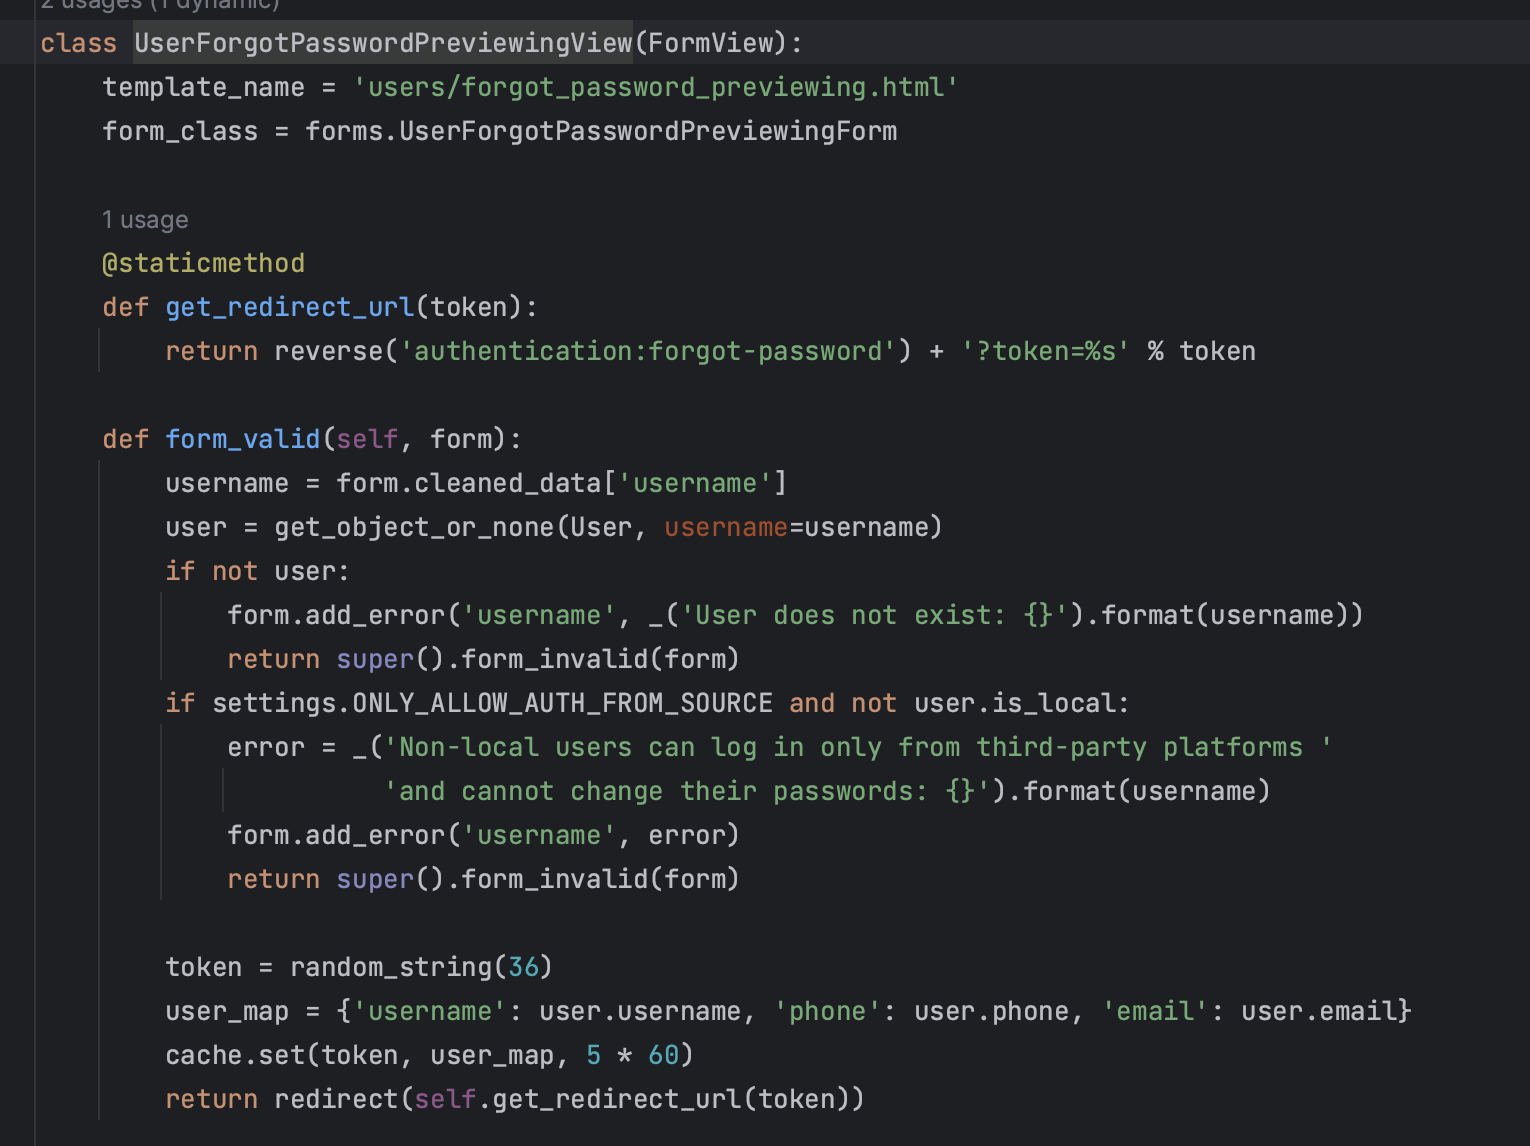 2 usages (1 dynamic)
class UserForgotPasswordPreviewingView(FormView):
    template_name = 'users/forgot_password_previewing.html'
    form_class = forms.UserForgotPasswordPreviewingForm

    1 usage
    @staticmethod
    def get_redirect_url(token):
        return reverse('authentication:forgot-password') + '?token=%s' % token

    def form_valid(self, form):
        username = form.cleaned_data['username']
        user = get_object_or_none(User, username=username)
        if not user:
            form.add_error('username', _('User does not exist: {}').format(username))
            return super().form_invalid(form)
        if settings.ONLY_ALLOW_AUTH_FROM_SOURCE and not user.is_local:
            error = _('Non-local users can log in only from third-party platforms '
                      'and cannot change their passwords: {}').format(username)
            form.add_error('username', error)
            return super().form_invalid(form)

        token = random_string(36)
        user_map = {'username': user.username, 'phone': user.phone, 'email': user.email}
        cache.set(token, user_map, 5 * 60)
        return redirect(self.get_redirect_url(token))